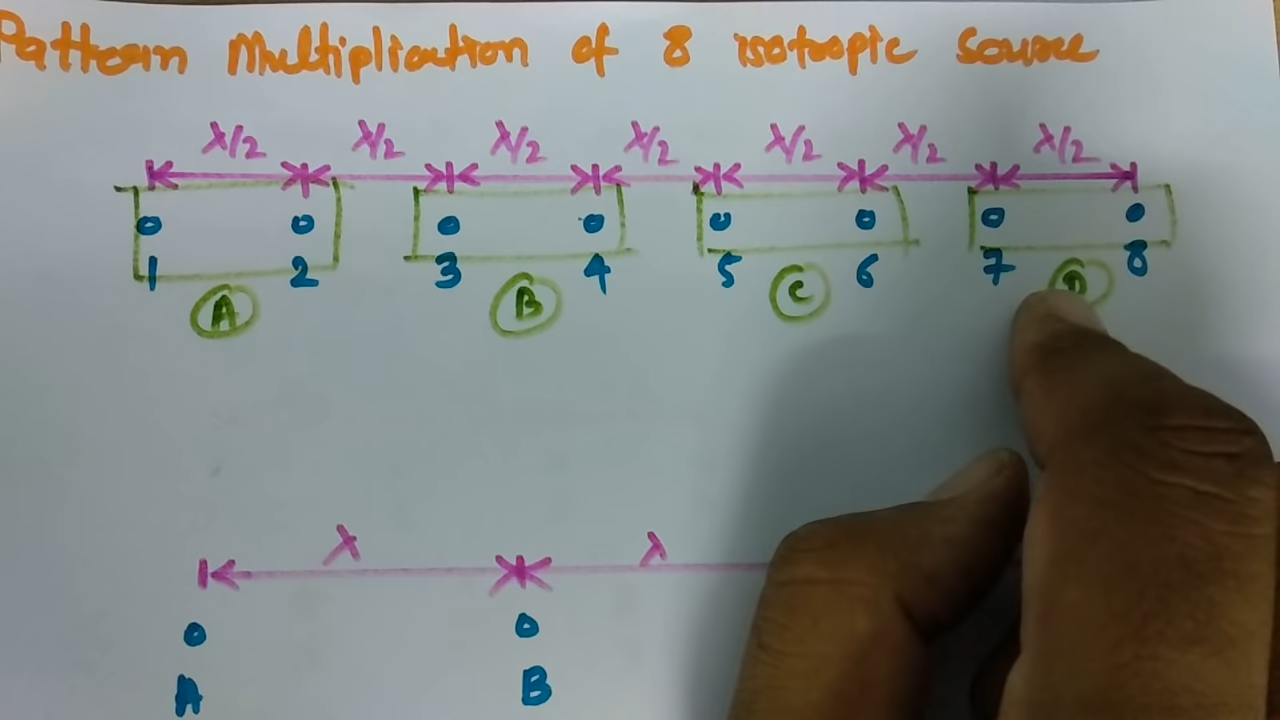 Pattern Multiplication of 8 isotropic source
λ/2 λ/2 λ/2 λ/2 λ/2 λ/2 λ/2
1 2 3 4 5 6 7 8
A B C D
λ λ
A B